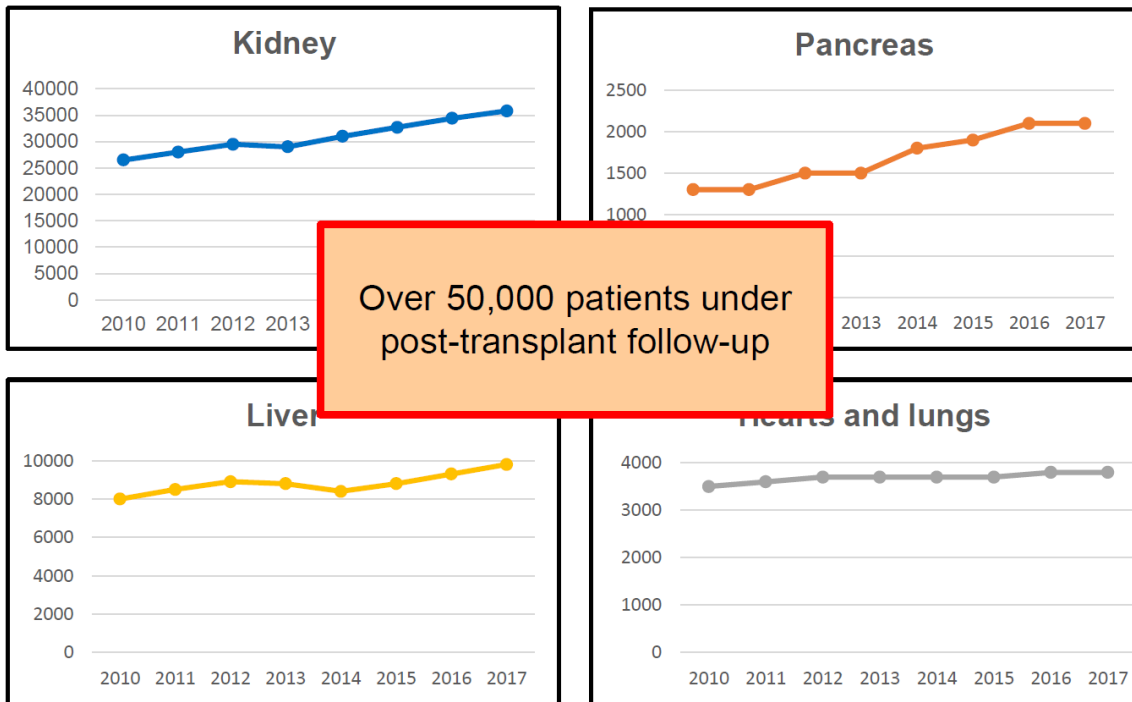 Kidney
40000
35000
30000
25000
20000
15000
10000
5000
0
2010 2011 2012 2013
Pancreas
2500
2000
1500
1000
2013 2014 2015 2016 2017
Over 50,000 patients under
post-transplant follow-up
Liver
10000
8000
6000
4000
2000
0
2010 2011 2012 2013 2014 2015 2016 2017
Hearts and lungs
4000
3000
2000
1000
0
2010 2011 2012 2013 2014 2015 2016 2017